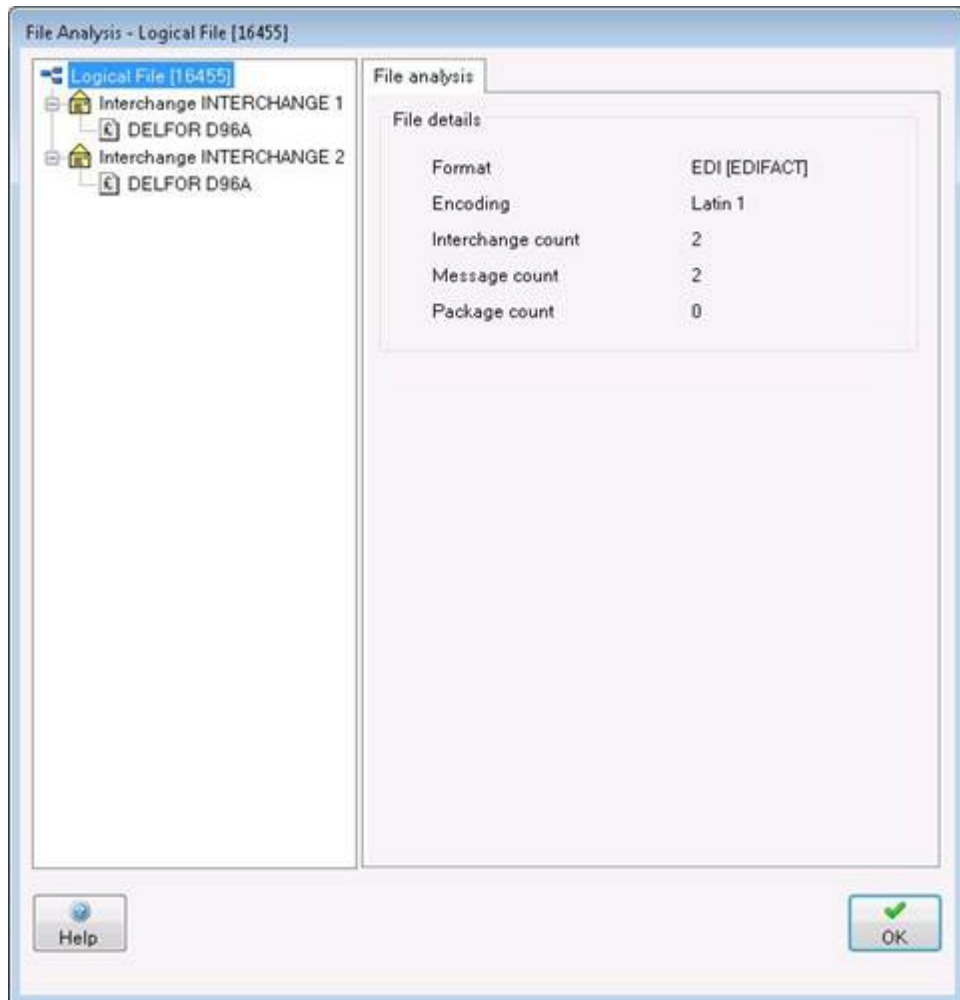 File Analysis - Logical File [16455]
Logical File [16455]
Interchange INTERCHANGE 1
DELFOR D96A
Interchange INTERCHANGE 2
DELFOR D96A
File analysis
File details
Format EDI [EDIFACT]
Encoding Latin 1
Interchange count 2
Message count 2
Package count 0
Help
OK